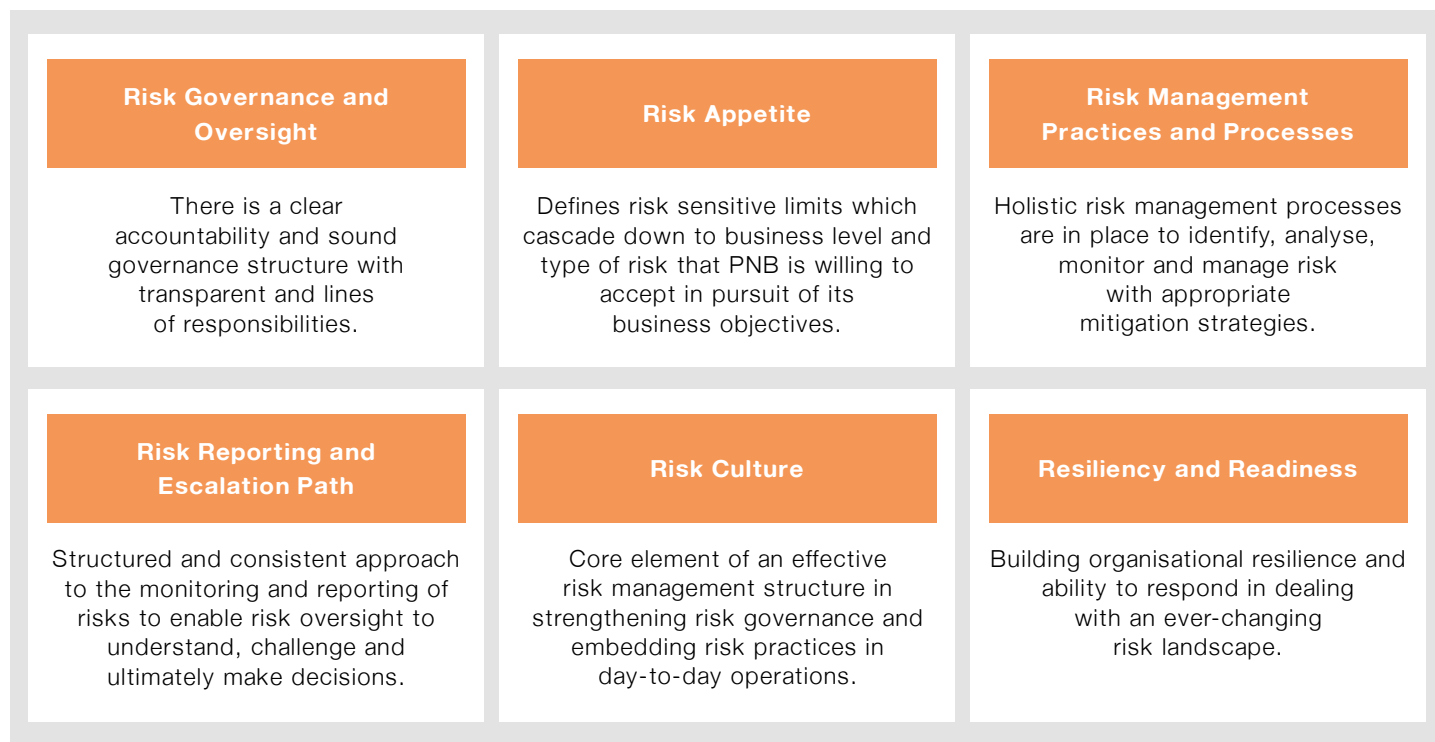 Risk Governance and
Oversight
There is a clear
accountability and sound
governance structure with
transparent and lines
of responsibilities.
Risk Appetite
Defines risk sensitive limits which
cascade down to business level and
type of risk that PNB is willing to
accept in pursuit of its
business objectives.
Risk Management
Practices and Processes
Holistic risk management processes
are in place to identify, analyse,
monitor and manage risk
with appropriate
mitigation strategies.
Risk Reporting and
Escalation Path
Structured and consistent approach
to the monitoring and reporting of
risks to enable risk oversight to
understand, challenge and
ultimately make decisions.
Risk Culture
Core element of an effective
risk management structure in
strengthening risk governance and
embedding risk practices in
day-to-day operations.
Resiliency and Readiness
Building organisational resilience and
ability to respond in dealing
with an ever-changing
risk landscape.